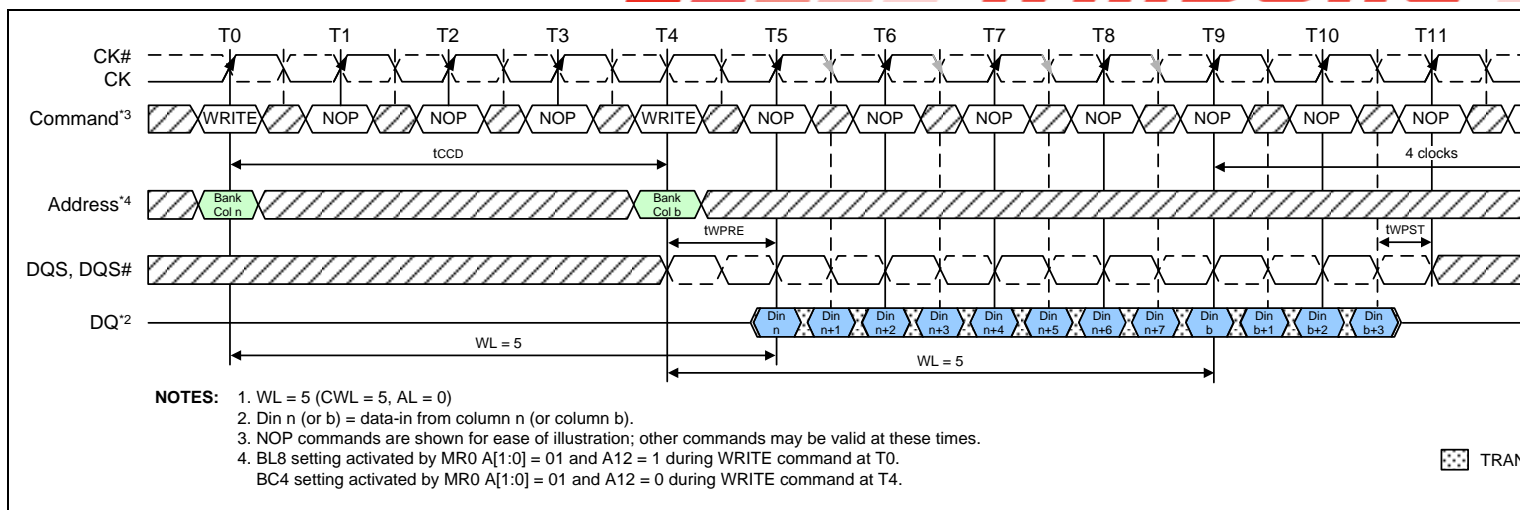 T0 T1 T2 T3 T4 T5 T6 T7 T8 T9 T10 T11
CK#
CK
Command*3 WRITE NOP NOP NOP WRITE NOP NOP NOP NOP NOP NOP NOP
tCCD 4 clocks
Address*4 Bank Col n Bank Col b
tWPRE tWPST
DQS, DQS#
DQ*2 Din n Din n+1 Din n+2 Din n+3 Din n+4 Din n+5 Din n+6 Din n+7 Din b Din b+1 Din b+2 Din b+3
WL = 5 WL = 5
NOTES: 1. WL = 5 (CWL = 5, AL = 0)
2. Din n (or b) = data-in from column n (or column b).
3. NOP commands are shown for ease of illustration; other commands may be valid at these times.
4. BL8 setting activated by MR0 A[1:0] = 01 and A12 = 1 during WRITE command at T0.
BC4 setting activated by MR0 A[1:0] = 01 and A12 = 0 during WRITE command at T4.
TRAN